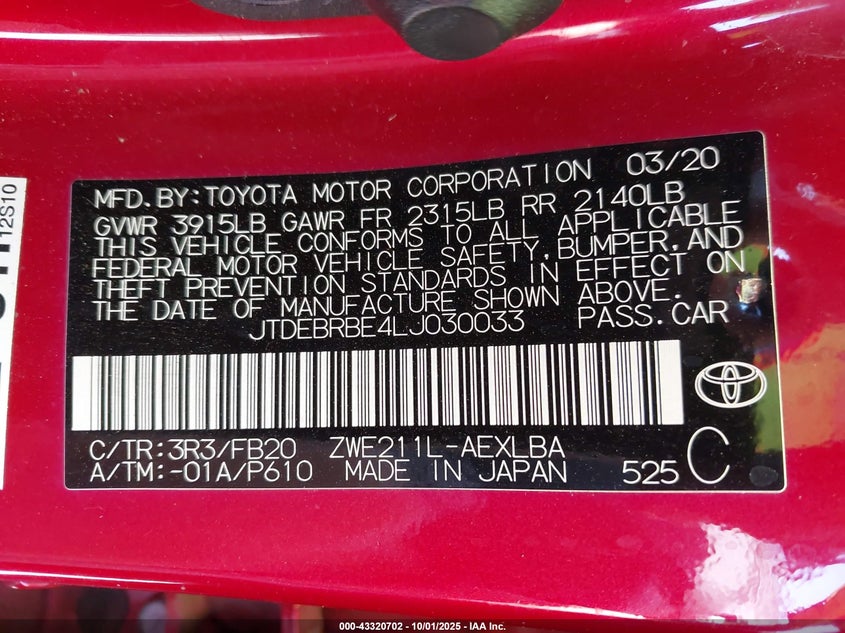 MFD.BY:TOYOTA MOTOR CORPORATION 03/20
GVWR 3915LB GAWR FR 2315LB RR 2140LB
THIS VEHICLE CONFORMS TO ALL APPLICABLE
FEDERAL MOTOR VEHICLE SAFETY,BUMPER,AND
THEFT PREVENTION STANDARDS IN EFFECT ON
THE DATE OF MANUFACTURE SHOWN ABOVE.
JTDEBRBE4LJ030033 PASS.CAR
C/TR:3R3/FB20 ZWE211L-AEXLBA
A/TM:-01A/P610 MADE IN JAPAN 525 C
12S10
000-43320702 - 10/01/2025 - IAA Inc.